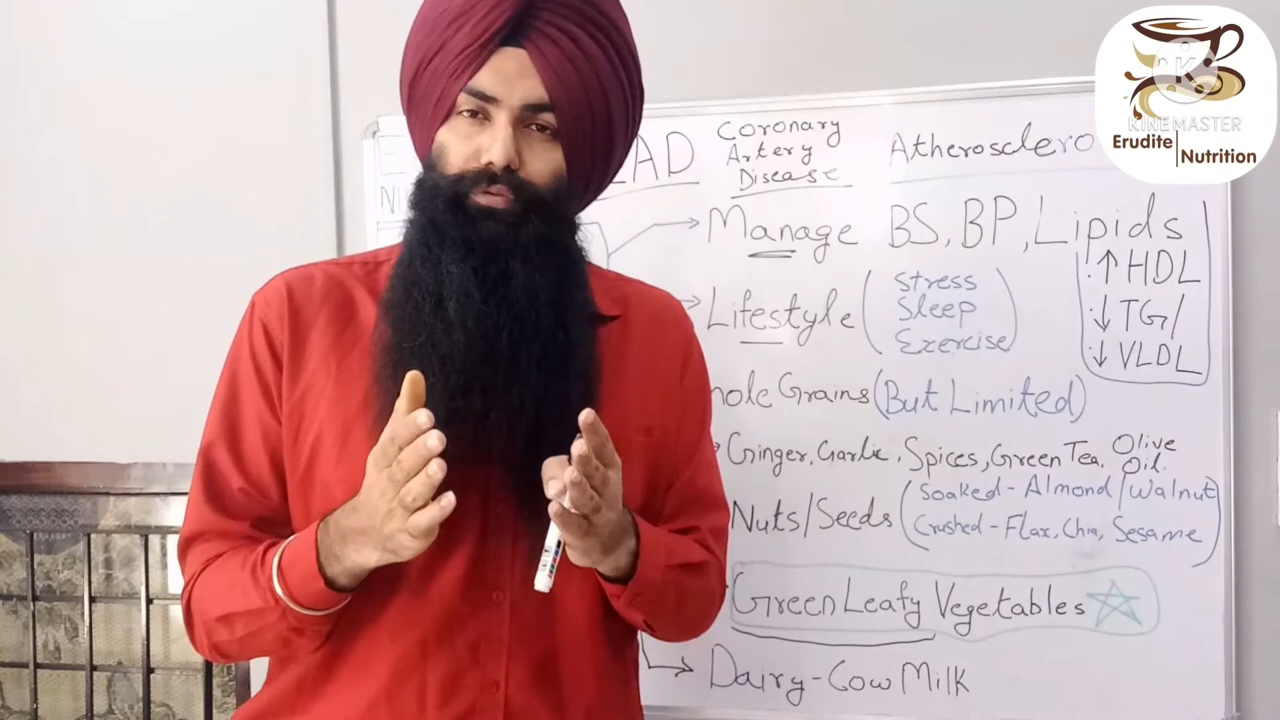 KINEMASTER
Erudite Nutrition
AD Coronary Artery Disease Atherosclero
Manage BS, BP, Lipids
↑ HDL
↓ TG/
↓ VLDL
Lifestyle (Stress
Sleep
Exercise)
hole Grains (But Limited)
Ginger, Garlic, Spices, Green Tea, Olive Oil.
Nuts/Seeds (Soaked - Almond/Walnut
Crushed - Flax, Chia, Sesame)
Green Leafy Vegetables
Dairy - Cow Milk